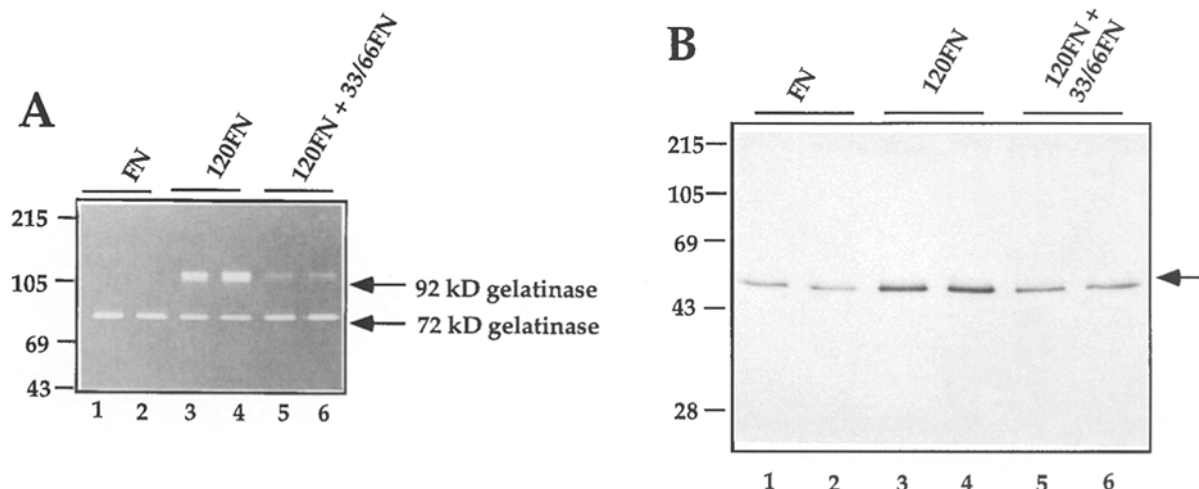 A
FN
120FN
120FN + 33/66FN
215
105
69
43
92 kD gelatinase
72 kD gelatinase
1 2 3 4 5 6
B
FN
120FN
120FN +
33/66FN
215
105
69
43
28
1 2 3 4 5 6